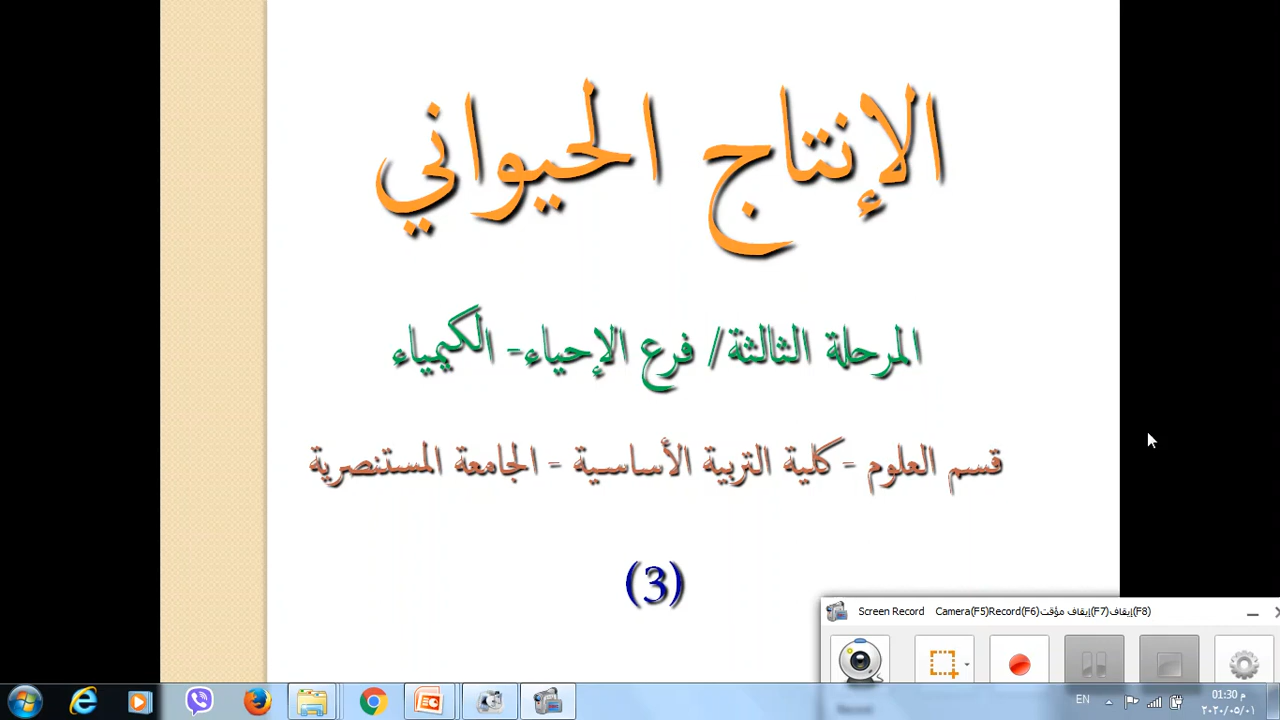 الإنتاج الحيواني
المرحلة الثالثة/ فرع الإحياء- الكيمياء
قسم العلوم - كلية التربية الأساسية - الجامعة المستنصرية
(3)
Screen Record Camera(F5)Record(F6)إيقاف مؤقت(F7)إيقاف(F8)
Record
EN
01:30 م
٢٠٢٠/٠٥/٠١